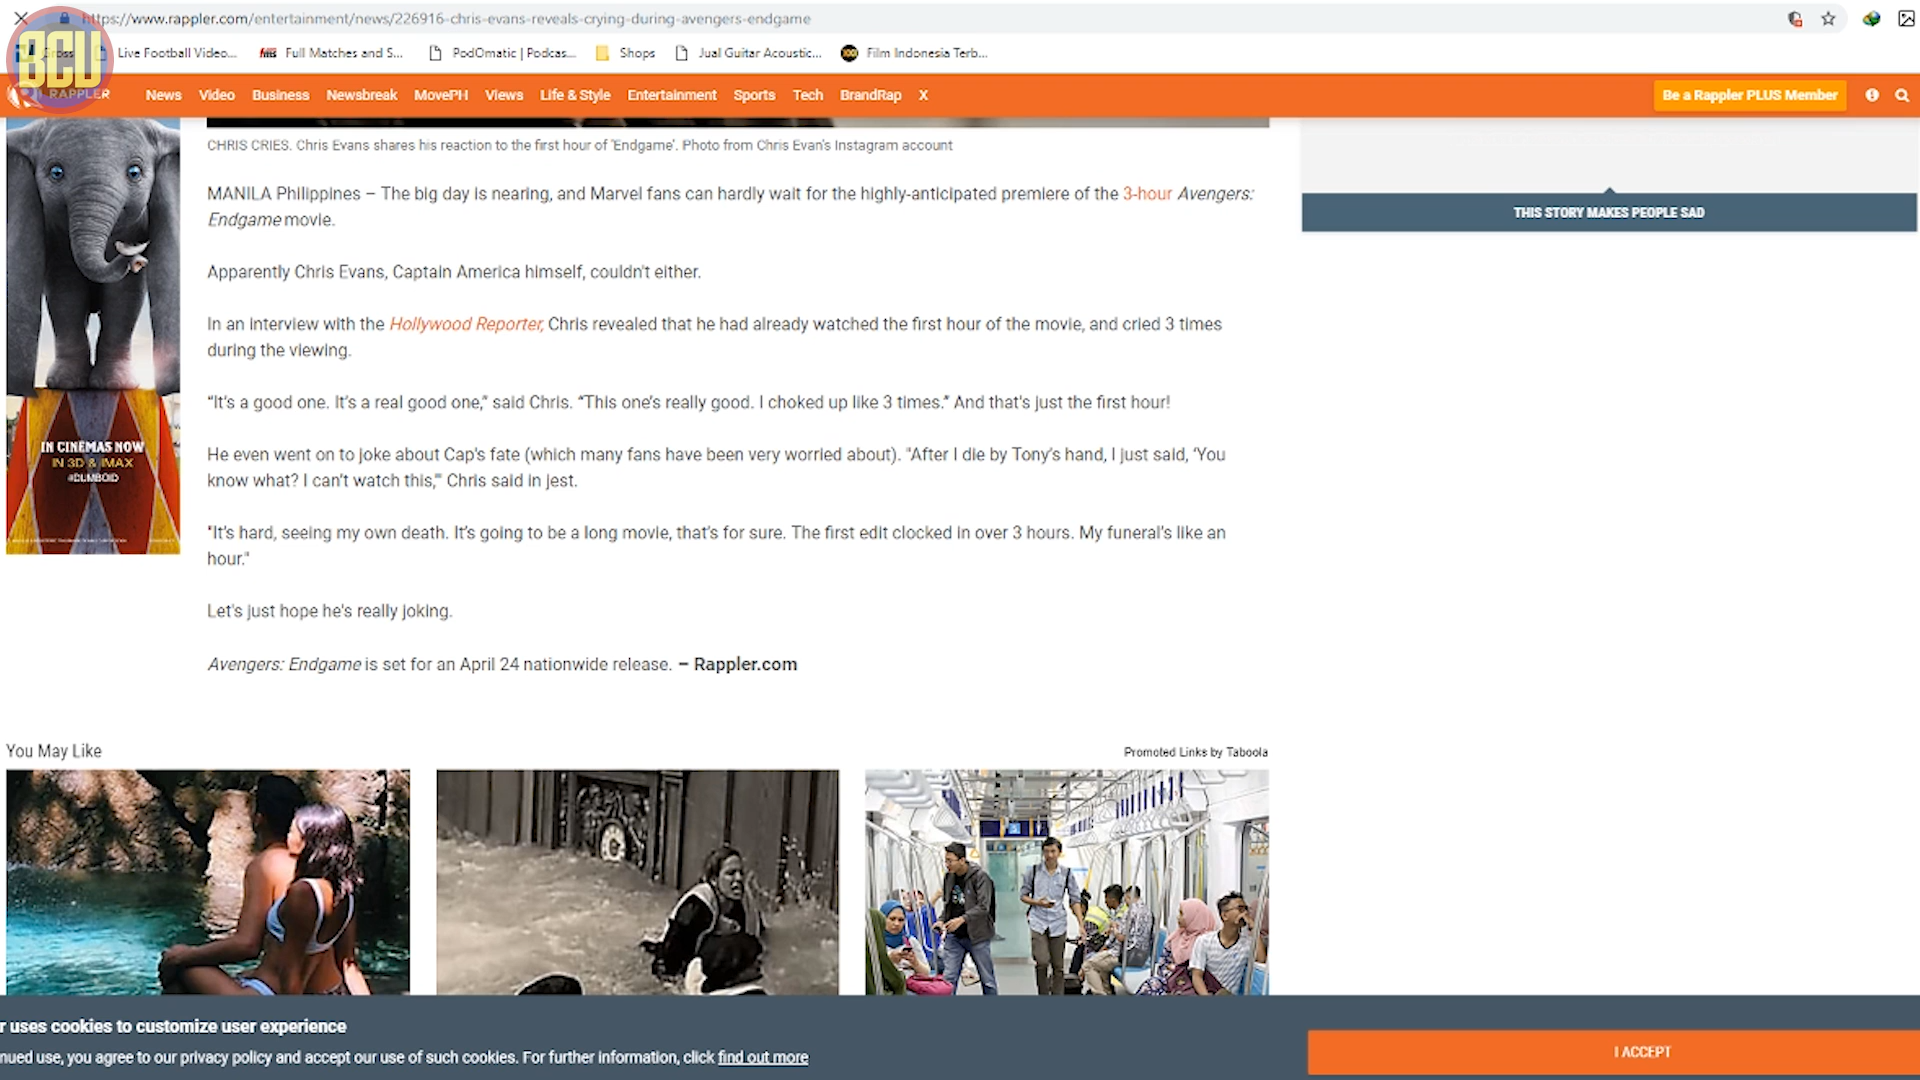 https://www.rappler.com/entertainment/news/226916-chris-evans-reveals-crying-during-avengers-endgame
BCU
Gross Live Football Video... Full Matches and S... PodOmatic | Podcas... Shops Jual Guitar Acoustic... Film Indonesia Terb...
RAPPLER News Video Business Newsbreak MovePH Views Life & Style Entertainment Sports Tech BrandRap X Be a Rappler PLUS Member
CHRIS CRIES. Chris Evans shares his reaction to the first hour of 'Endgame'. Photo from Chris Evan's Instagram account
MANILA Philippines – The big day is nearing, and Marvel fans can hardly wait for the highly-anticipated premiere of the 3-hour Avengers:
Endgame movie.
THIS STORY MAKES PEOPLE SAD
Apparently Chris Evans, Captain America himself, couldn't either.
In an interview with the Hollywood Reporter, Chris revealed that he had already watched the first hour of the movie, and cried 3 times
during the viewing.
“It’s a good one. It’s a real good one,” said Chris. “This one’s really good. I choked up like 3 times.” And that's just the first hour!
He even went on to joke about Cap's fate (which many fans have been very worried about). "After I die by Tony’s hand, I just said, ‘You
know what? I can’t watch this,'" Chris said in jest.
"It’s hard, seeing my own death. It’s going to be a long movie, that’s for sure. The first edit clocked in over 3 hours. My funeral’s like an
hour."
Let's just hope he's really joking.
Avengers: Endgame is set for an April 24 nationwide release. – Rappler.com
IN CINEMAS NOW
IN 3D & IMAX
#DUMBOID
You May Like
Promoted Links by Taboola
r uses cookies to customize user experience
nued use, you agree to our privacy policy and accept our use of such cookies. For further information, click find out more
I ACCEPT